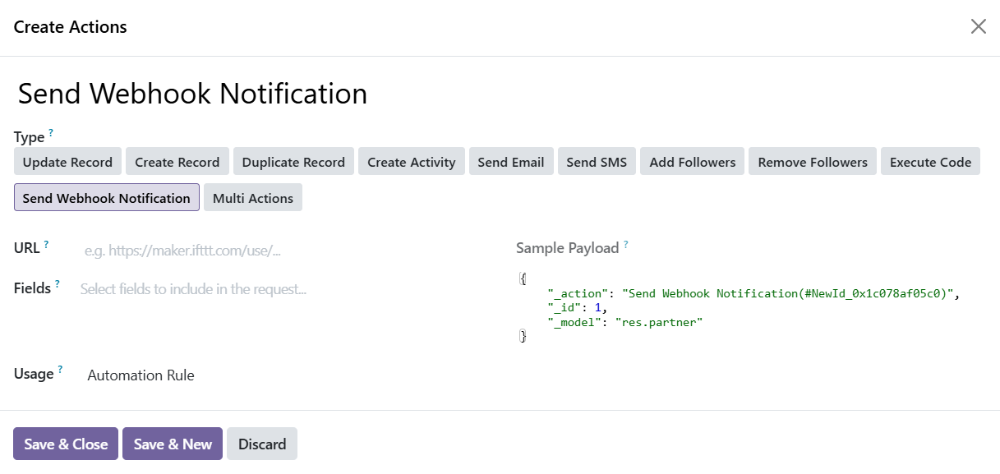 Create Actions
Send Webhook Notification
Type ?
Update Record Create Record Duplicate Record Create Activity Send Email Send SMS Add Followers Remove Followers Execute Code
Send Webhook Notification Multi Actions
URL ? e.g. https://maker.ifttt.com/use/...
Fields ? Select fields to include in the request...
Sample Payload ?
{
"_action": "Send Webhook Notification(#NewId_0x1c078af05c0)",
"_id": 1,
"_model": "res.partner"
}
Usage ? Automation Rule
Save & Close Save & New Discard